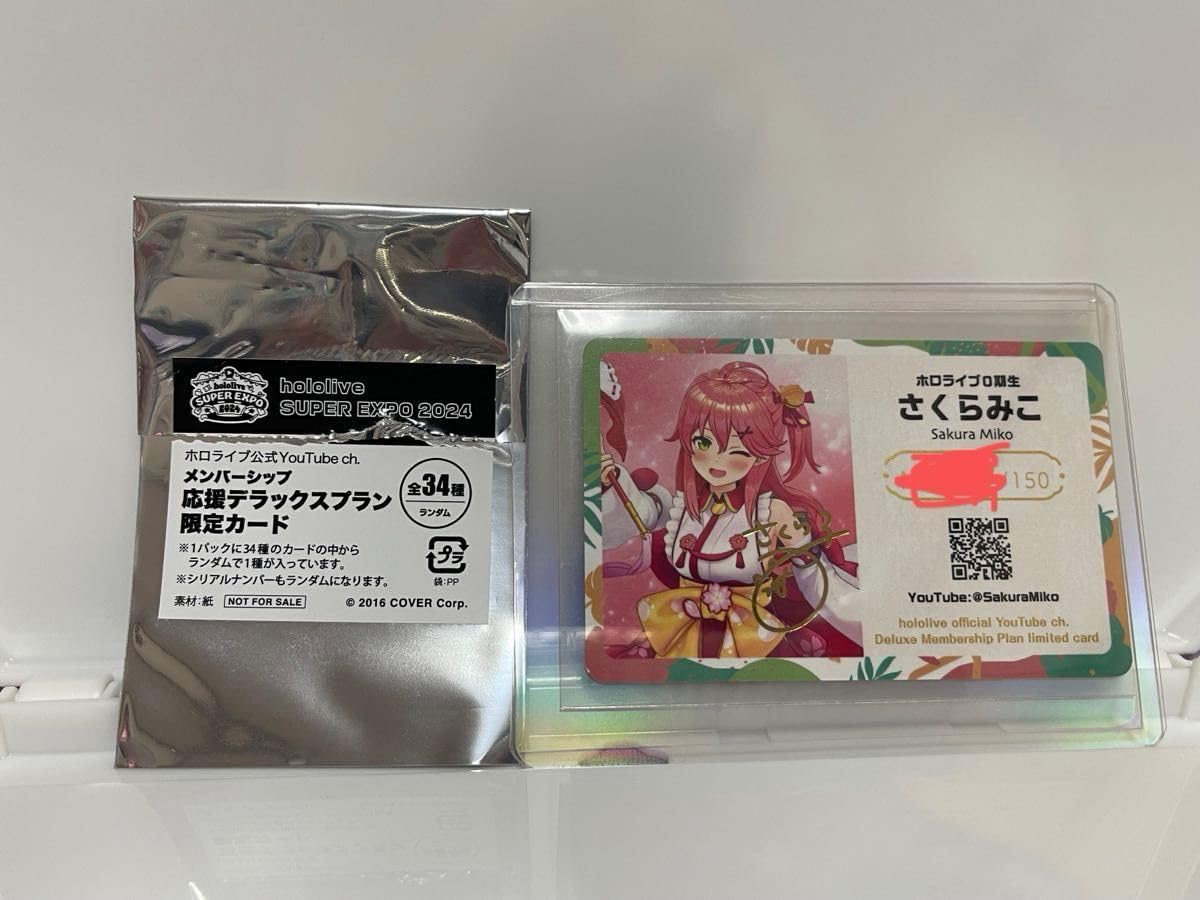 hololive
SUPER EXPO
2024
hololive
SUPER EXPO 2024
ホロライブ公式YouTube ch.
メンバーシップ
応援デラックスプラン
限定カード
全34種
ランダム
※1パックに34種のカードの中から
ランダムで1種が入っています。
※シリアルナンバーもランダムになります。
プラ
袋:PP
素材:紙 NOT FOR SALE © 2016 COVER Corp.
ホロライブ0期生
さくらみこ
Sakura Miko
/150
YouTube:@SakuraMiko
hololive official YouTube ch.
Deluxe Membership Plan limited card